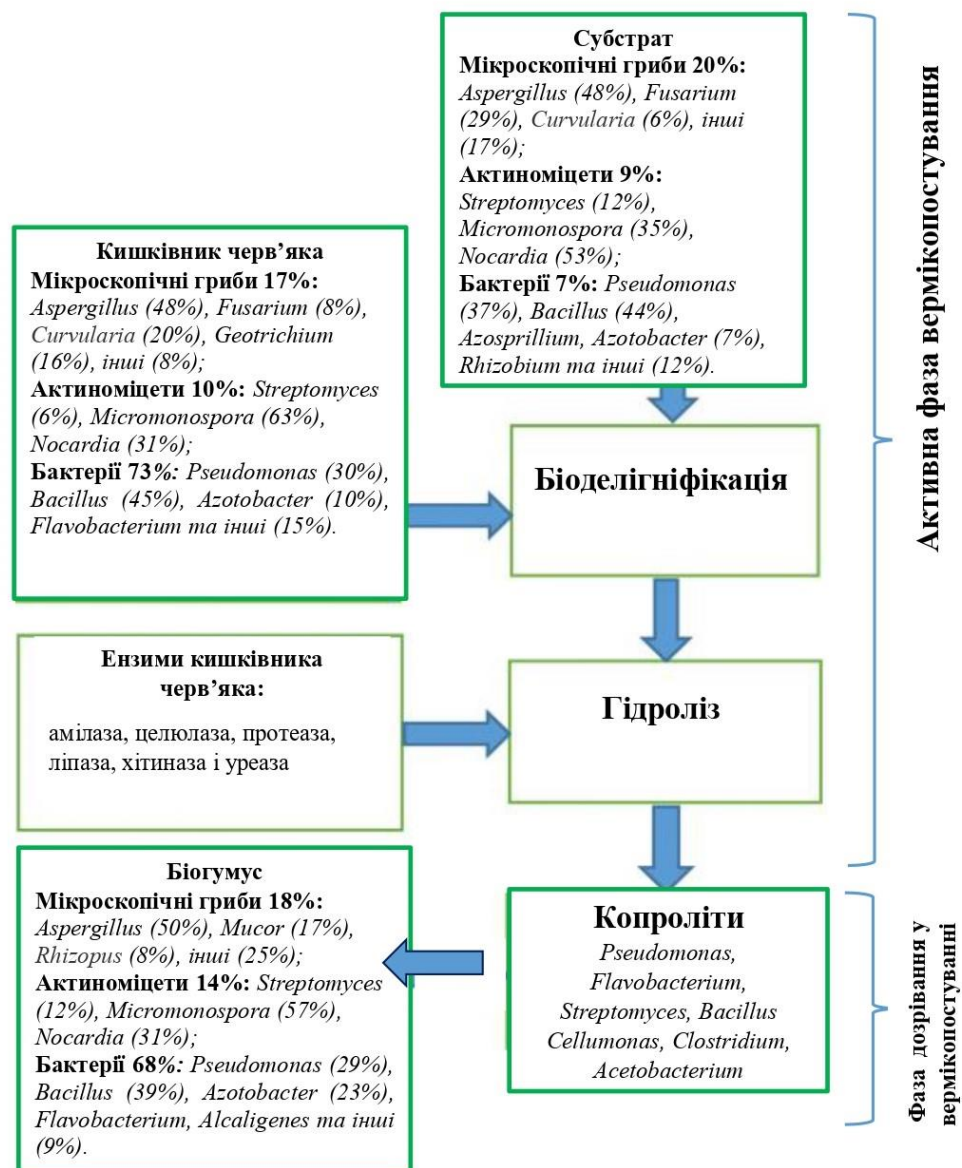 Субстрат
Мікроскопічні гриби 20%:
Aspergillus (48%), Fusarium
(29%), Curvularia (6%), інші
(17%);
Актиноміцети 9%:
Streptomyces (12%),
Micromonospora (35%),
Nocardia (53%);
Бактерії 7%: Pseudomonas
(37%), Bacillus (44%),
Azosprillium, Azotobacter (7%),
Rhizobium та інші (12%).
Кишківник черв’яка
Мікроскопічні гриби 17%:
Aspergillus (48%), Fusarium (8%),
Curvularia (20%), Geotrichium
(16%), інші (8%);
Актиноміцети 10%: Streptomyces
(6%), Micromonospora (63%),
Nocardia (31%);
Бактерії 73%: Pseudomonas (30%),
Bacillus (45%), Azotobacter (10%),
Flavobacterium та інші (15%).
Біоделігніфікація
Активна фаза вермікопостування
Ензими кишківника
черв’яка:
амілаза, целюлаза, протеаза,
ліпаза, хітиназа і уреаза
Гідроліз
Біогумус
Мікроскопічні гриби 18%:
Aspergillus (50%), Mucor (17%),
Rhizopus (8%), інші (25%);
Актиноміцети 14%: Streptomyces
(12%), Micromonospora (57%),
Nocardia (31%);
Бактерії 68%: Pseudomonas (29%),
Bacillus (39%), Azotobacter (23%),
Flavobacterium, Alcaligenes та інші
(9%).
Копроліти
Pseudomonas,
Flavobacterium,
Streptomyces, Bacillus
Cellumonas, Clostridium,
Acetobacterium
Фаза дозрівання у
вермікопостуванні